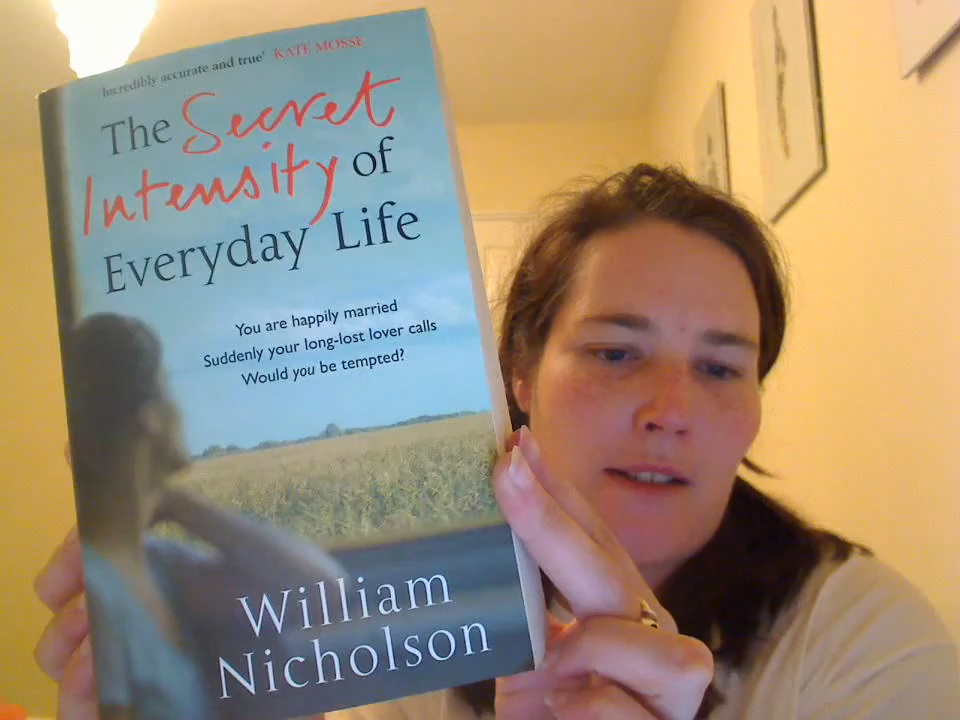 'Incredibly accurate and true' KATE MOSSE
The Secret
Intensity of
Everyday Life
You are happily married
Suddenly your long-lost lover calls
Would you be tempted?
William
Nicholson